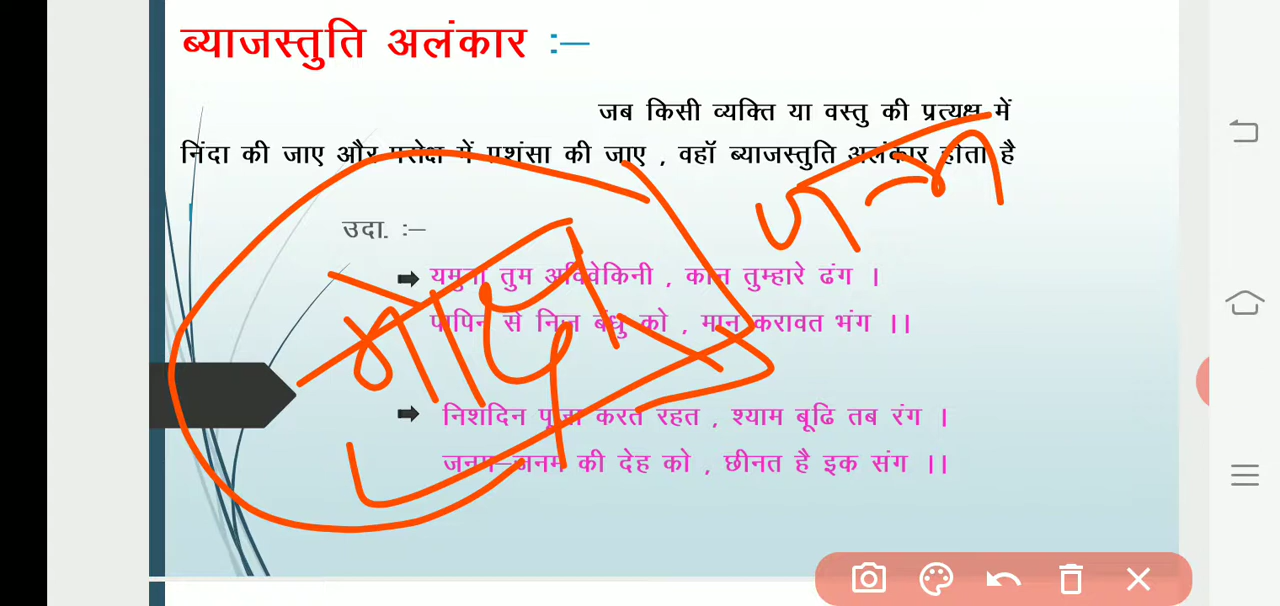 ब्याजस्तुति अलंकार :–
जब किसी व्यक्ति या वस्तु की प्रत्यक्ष में
निंदा की जाए और परोक्ष में प्रशंसा की जाए , वहाॅ ब्याजस्तुति अलंकार होता है
उदा. :–
यमुना तुम अविवेकिनी , कौन तुम्हारे ढंग ।
पापिन से निज बंधु को , मान करावत भंग ।।
निशदिन पूजा करत रहत , श्याम बूढि तब रंग ।
जनम–जनम की देह को , छीनत है इक संग ।।